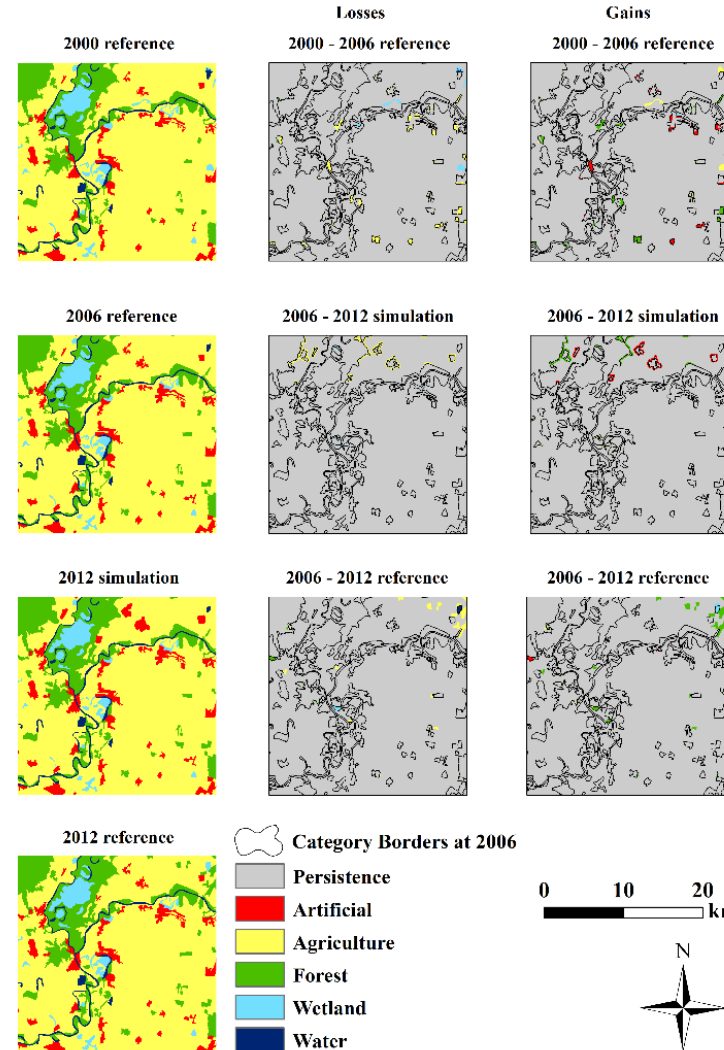 Losses
Gains
2000 reference
2000 - 2006 reference
2000 - 2006 reference
2006 reference
2006 - 2012 simulation
2006 - 2012 simulation
2012 simulation
2006 - 2012 reference
2006 - 2012 reference
2012 reference
Category Borders at 2006
Persistence
Artificial
Agriculture
Forest
Wetland
Water
0 10 20
km
N